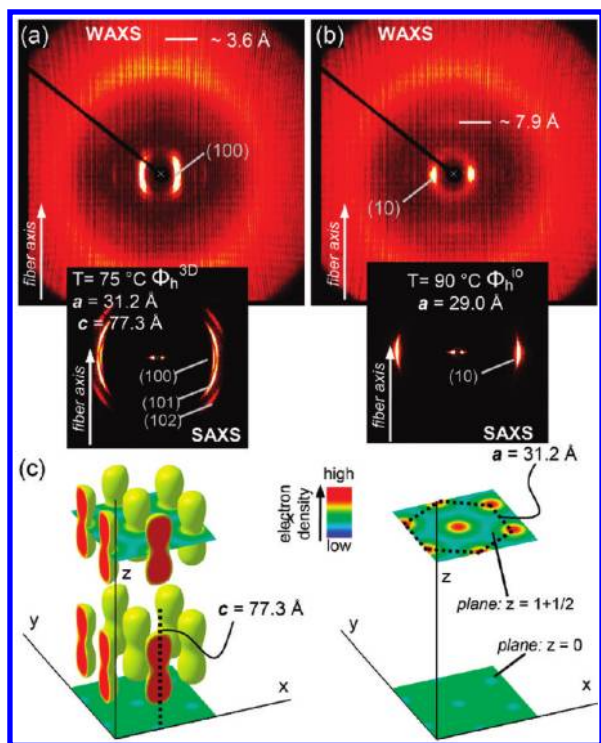 (a) WAXS ~ 3.6 Å
(100)
fiber axis
T= 75 °C Φh3D
a = 31.2 Å
c = 77.3 Å
(100)
(101)
(102)
fiber axis
SAXS
(b) WAXS
~ 7.9 Å
(10)
fiber axis
T= 90 °C Φhio
a = 29.0 Å
(10)
fiber axis
SAXS
(c)
z
c = 77.3 Å
y
x
high
electron
density
x
low
a = 31.2 Å
z
plane: z = 1+1/2
plane: z = 0
y
x